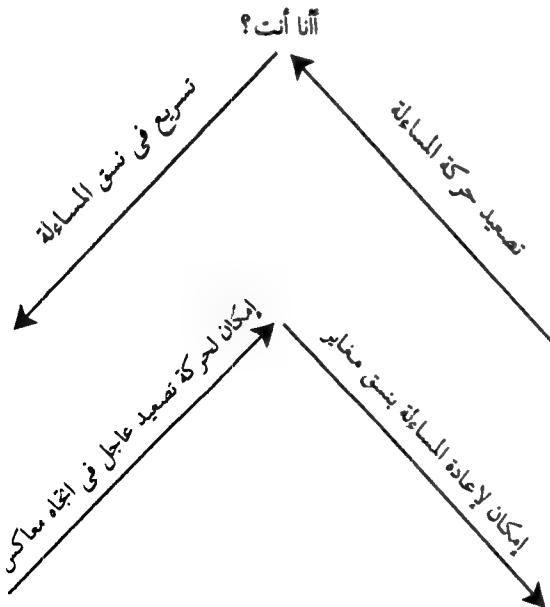 أأنا أنت؟
تصعيد حركة المساءلة
تسريع فى نسق المساءلة
إمكان لحركة تصعيد عاجل فى اتجاه معاكس
إمكان لإعادة المساءلة بنسق مغاير